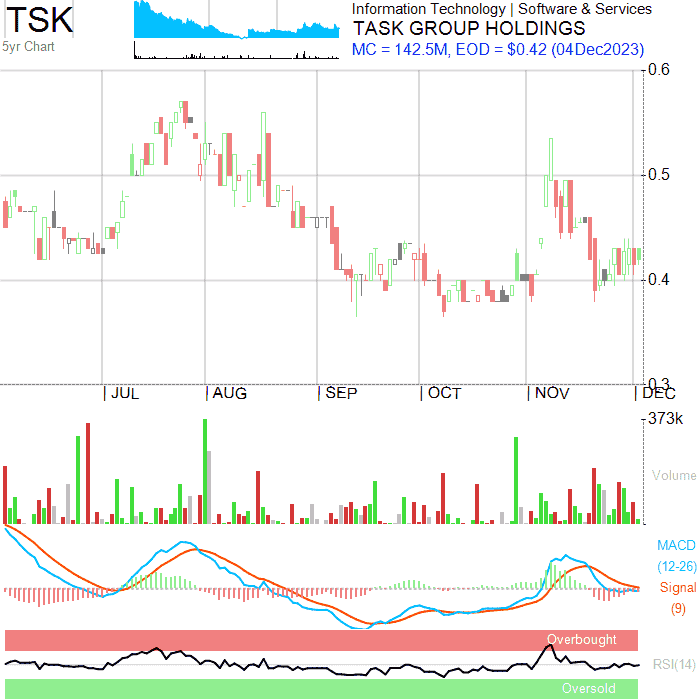 TSK
5yr Chart
Information Technology | Software & Services
TASK GROUP HOLDINGS
MC = 142.5M, EOD = $0.42 (04Dec2023)
0.6
0.5
0.4
0.3
JUL AUG SEP OCT NOV DEC
373k
Volume
MACD
(12-26)
Signal
(9)
Overbought
RSI(14)
Oversold